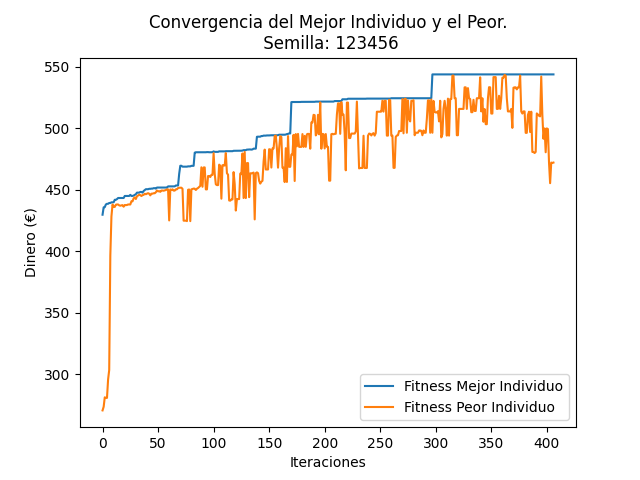 Convergencia del Mejor Individuo y el Peor.
Semilla: 123456
550
500
450
400
350
300
Dinero (€)
0 50 100 150 200 250 300 350 400
Iteraciones
Fitness Mejor Individuo
Fitness Peor Individuo